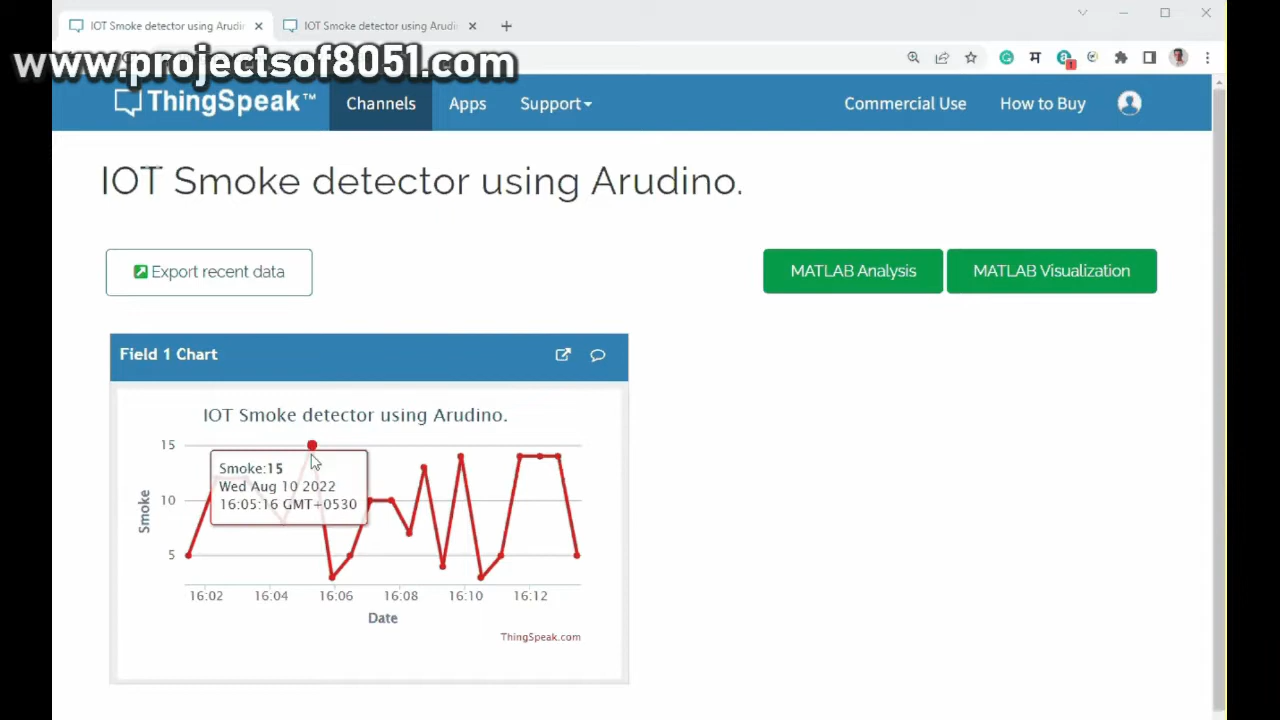 IOT Smoke detector using Arudin
IOT Smoke detector using Arudin
www.projectsof8051.com
ThingSpeak™
Channels
Apps
Support
Commercial Use
How to Buy
IOT Smoke detector using Arudino.
Export recent data
MATLAB Analysis
MATLAB Visualization
Field 1 Chart
IOT Smoke detector using Arudino.
15
10
5
Smoke
Smoke:15
Wed Aug 10 2022
16:05:16 GMT+0530
16:02 16:04 16:06 16:08 16:10 16:12
Date
ThingSpeak.com